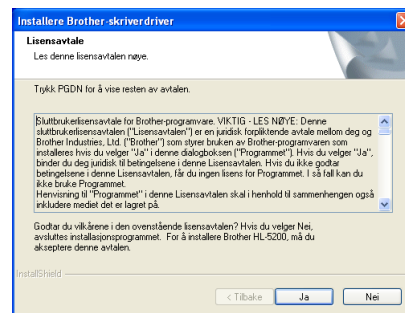 Installere Brother-skriverdriver
Lisensavtale
Les denne lisensavtalen nøye.
Trykk PGDN for å vise resten av avtalen.
Sluttbrukerlisensavtale for Brother-programvare. VIKTIG - LES NØYE: Denne
sluttbrukerlisensavtalen ("Lisensavtalen") er en juridisk forpliktende avtale mellom deg og
Brother Industries, Ltd. ("Brother") som styrer bruken av Brother-programvaren som
installeres hvis du velger "Ja" i denne dialogboksen ("Programmet"). Hvis du velger "Ja",
binder du deg juridisk til betingelsene i denne Lisensavtalen. Hvis du ikke godtar
betingelsene i denne Lisensavtalen, får du ingen lisens for Programmet. I så fall kan du
ikke bruke Programmet.
Henvisning til "Programmet" i denne Lisensavtalen skal i henhold til sammenhengen også
inkludere mediet det er lagret på.
Godtar du vilkårene i den ovenstående lisensavtalen? Hvis du velger Nei,
avsluttes installasjonsprogrammet. For å installere Brother HL-5200, må du
akseptere denne avtalen.
InstallShield
< Tilbake Ja Nei